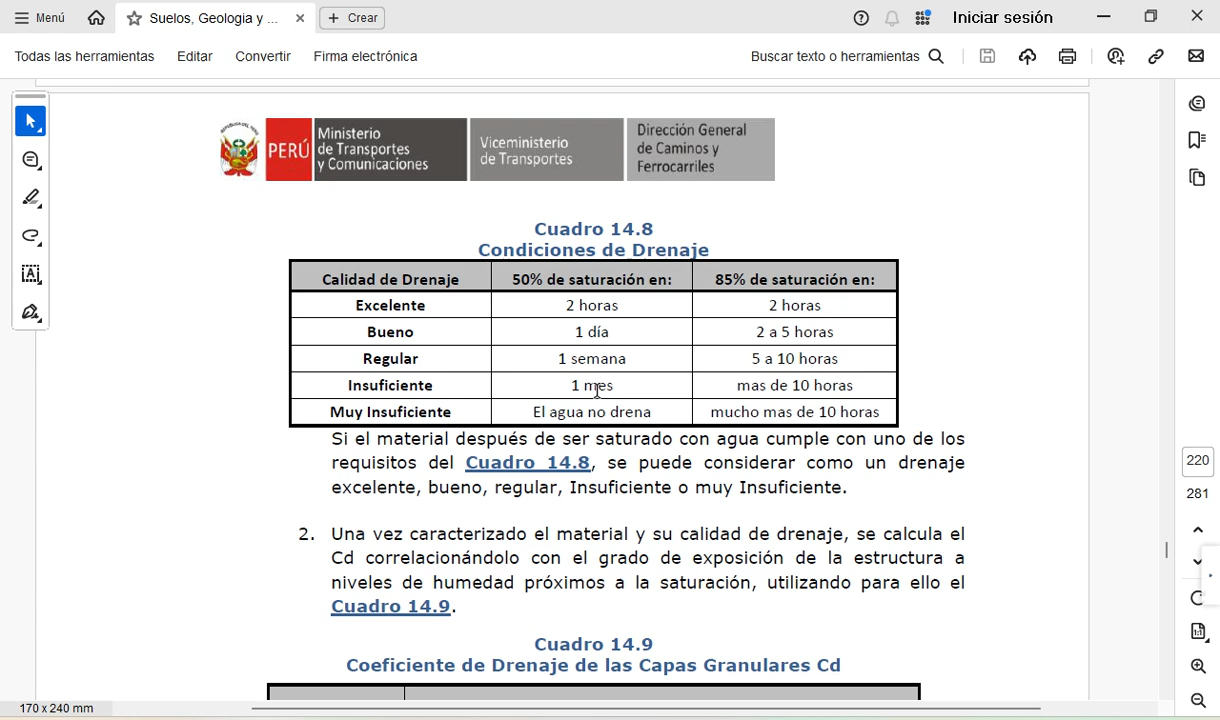 Menú
Suelos, Geologia y ...
Crear
Iniciar sesión
Todas las herramientas
Editar
Convertir
Firma electrónica
Buscar texto o herramientas
PERÚ
Ministerio
de Transportes
y Comunicaciones
Viceministerio
de Transportes
Dirección General
de Caminos y
Ferrocarriles
Cuadro 14.8
Condiciones de Drenaje
Calidad de Drenaje 50% de saturación en: 85% de saturación en:
Excelente 2 horas 2 horas
Bueno 1 día 2 a 5 horas
Regular 1 semana 5 a 10 horas
Insuficiente 1 mes mas de 10 horas
Muy Insuficiente El agua no drena mucho mas de 10 horas
Si el material después de ser saturado con agua cumple con uno de los
requisitos del Cuadro 14.8, se puede considerar como un drenaje
excelente, bueno, regular, Insuficiente o muy Insuficiente.
2. Una vez caracterizado el material y su calidad de drenaje, se calcula el
Cd correlacionándolo con el grado de exposición de la estructura a
niveles de humedad próximos a la saturación, utilizando para ello el
Cuadro 14.9.
Cuadro 14.9
Coeficiente de Drenaje de las Capas Granulares Cd
220
281
170 x 240 mm